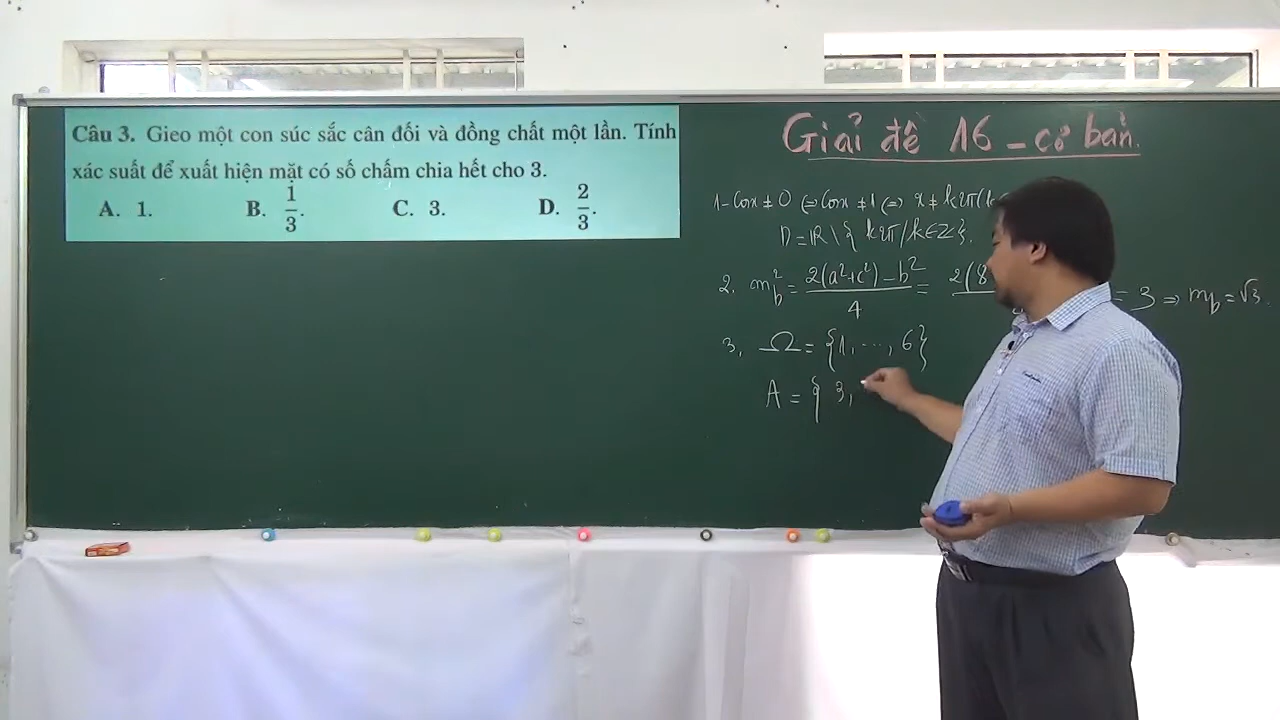 Câu 3. Gieo một con súc sắc cân đối và đồng chất một lần. Tính
xác suất để xuất hiện mặt có số chấm chia hết cho 3.
A. 1. B. 1/3. C. 3. D. 2/3.
Giải đề 16 - cơ bản.
1-Cosx ≠ 0 ⇔ Cosx ≠ 1 ⇔ x ≠ k2π (k
D = ℝ \ { k2π / k∈Z }.
2. m_b² = (2(a²+c²) - b²)/4 = 2(8 = 3 ⇒ m_b = √3.
3. Ω = {1, ..., 6}
A = { 3,